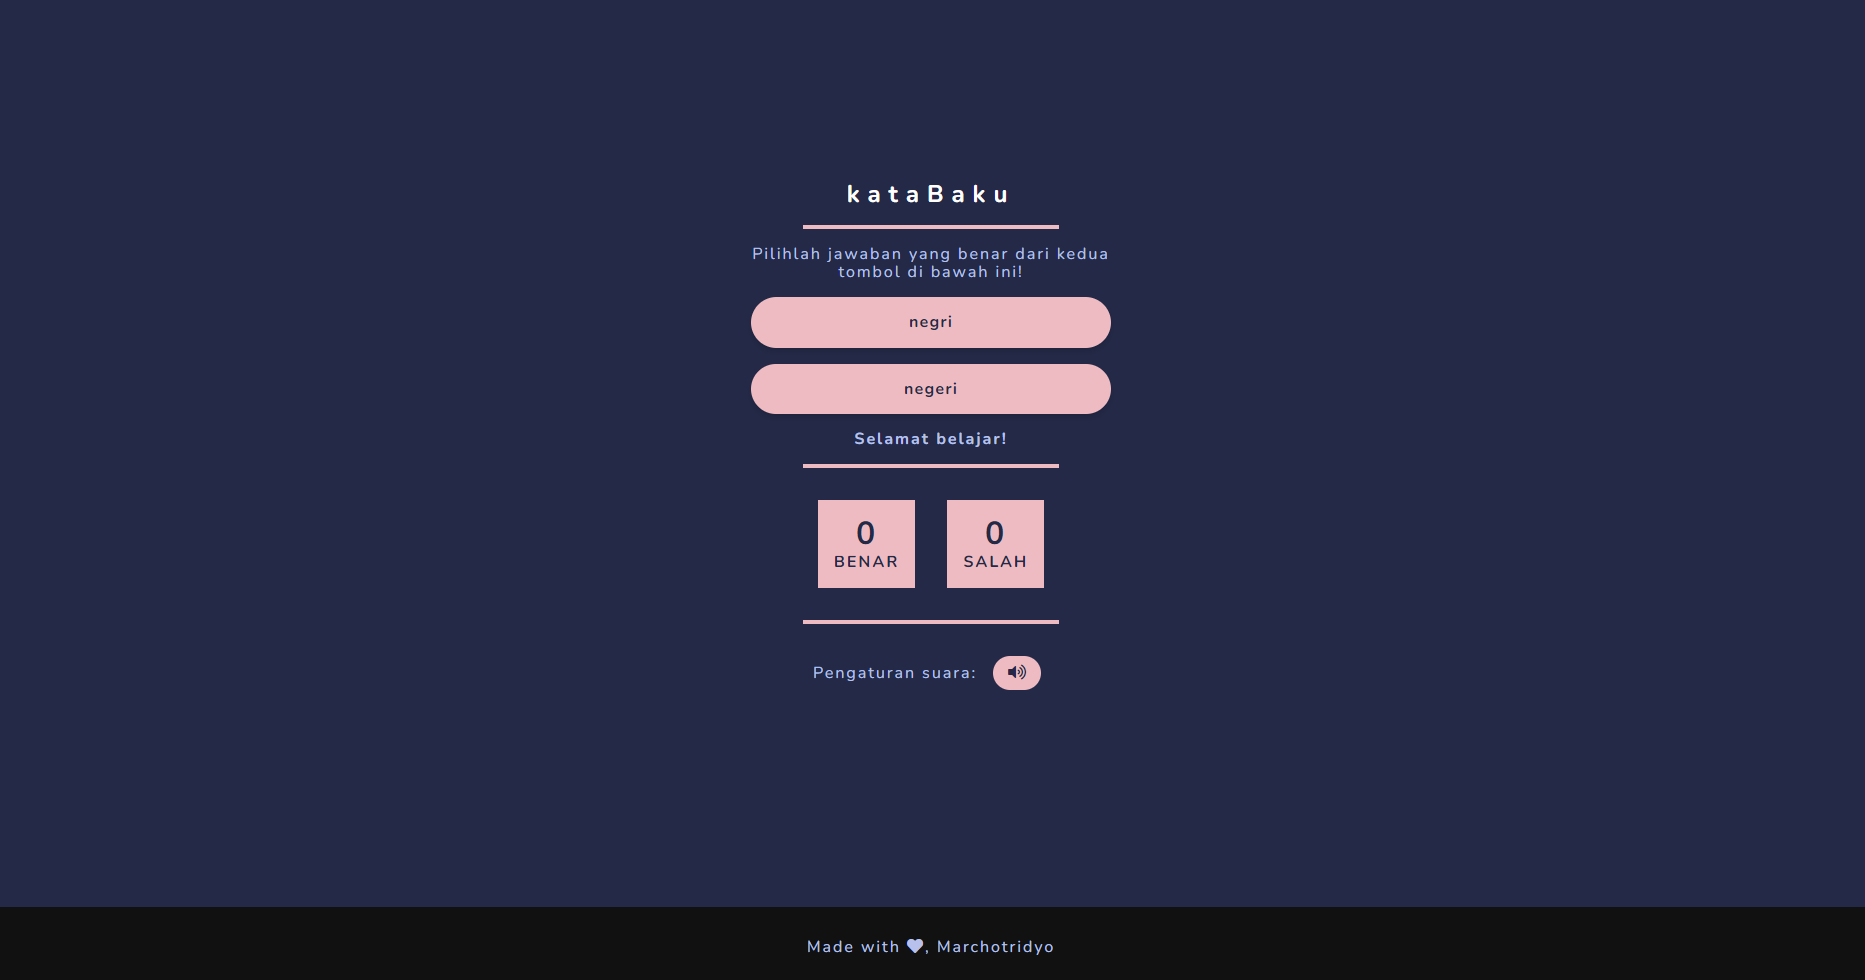 kataBaku
Pilihlah jawaban yang benar dari kedua
tombol di bawah ini!
negri
negeri
Selamat belajar!
0
BENAR
0
SALAH
Pengaturan suara:
Made with , Marchotridyo